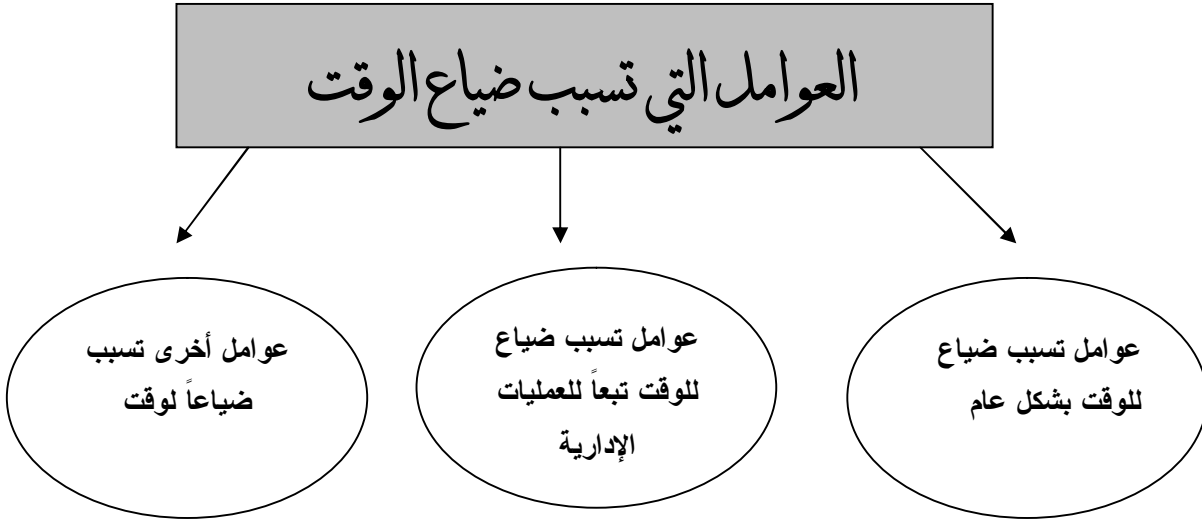 العوامل التي تسبب ضياع الوقت
عوامل تسبب ضياع
للوقت بشكل عام
عوامل تسبب ضياع
للوقت تبعاً للعمليات
الإدارية
عوامل أخرى تسبب
ضياعاً لوقت